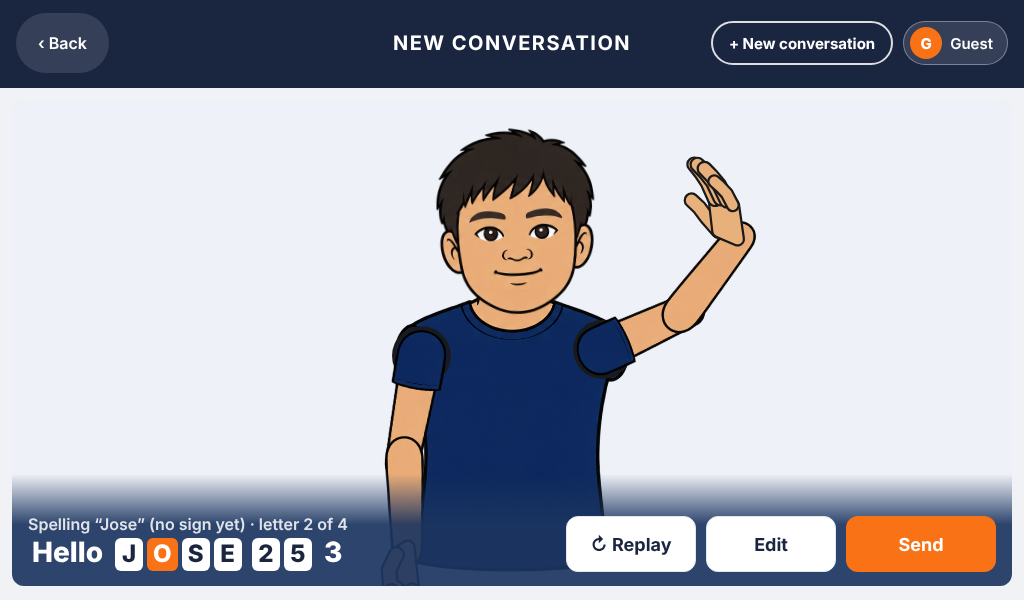 ‹ Back
NEW CONVERSATION
+ New conversation
G Guest
Spelling “Jose” (no sign yet) · letter 2 of 4
Hello J O S E 2 5 3
↻ Replay
Edit
Send